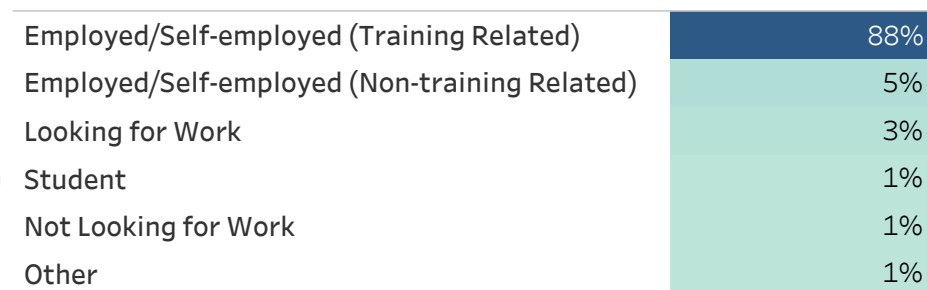 Employed/Self-employed (Training Related) 88%
Employed/Self-employed (Non-training Related) 5%
Looking for Work 3%
Student 1%
Not Looking for Work 1%
Other 1%